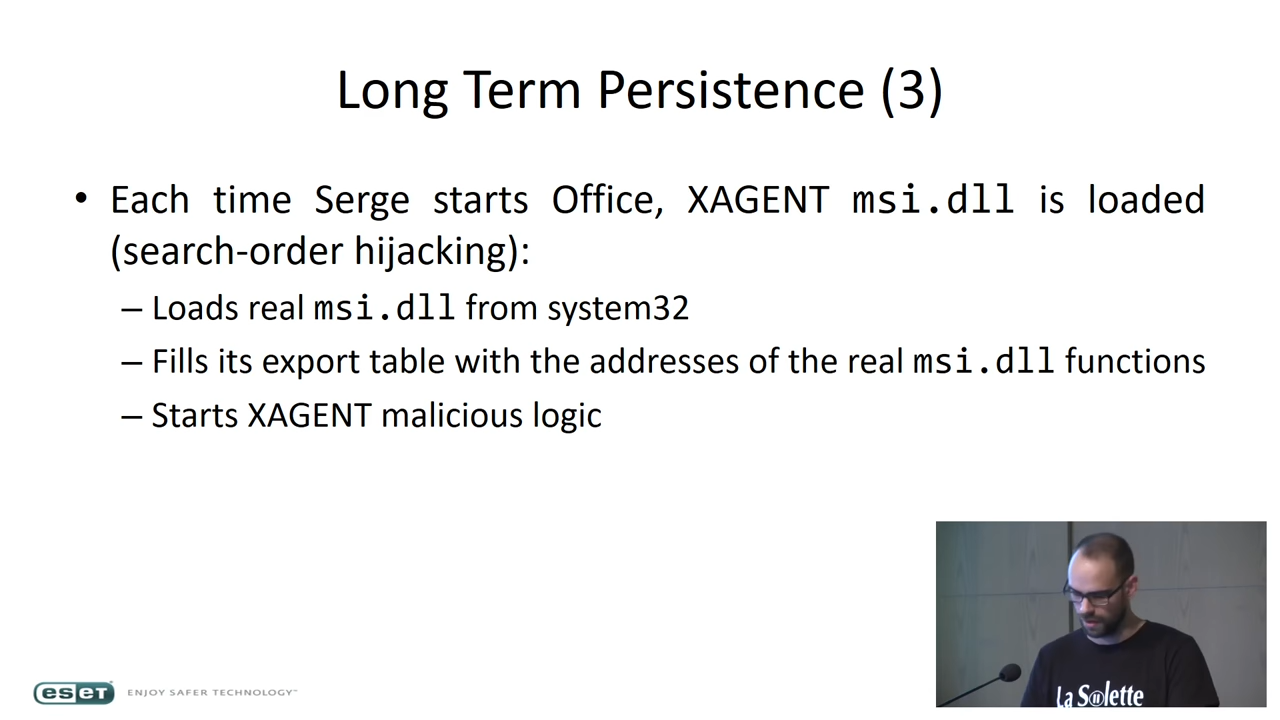 Long Term Persistence (3)
• Each time Serge starts Office, XAGENT msi.dll is loaded
(search-order hijacking):
– Loads real msi.dll from system32
– Fills its export table with the addresses of the real msi.dll functions
– Starts XAGENT malicious logic
eset ENJOY SAFER TECHNOLOGY™
La Solette